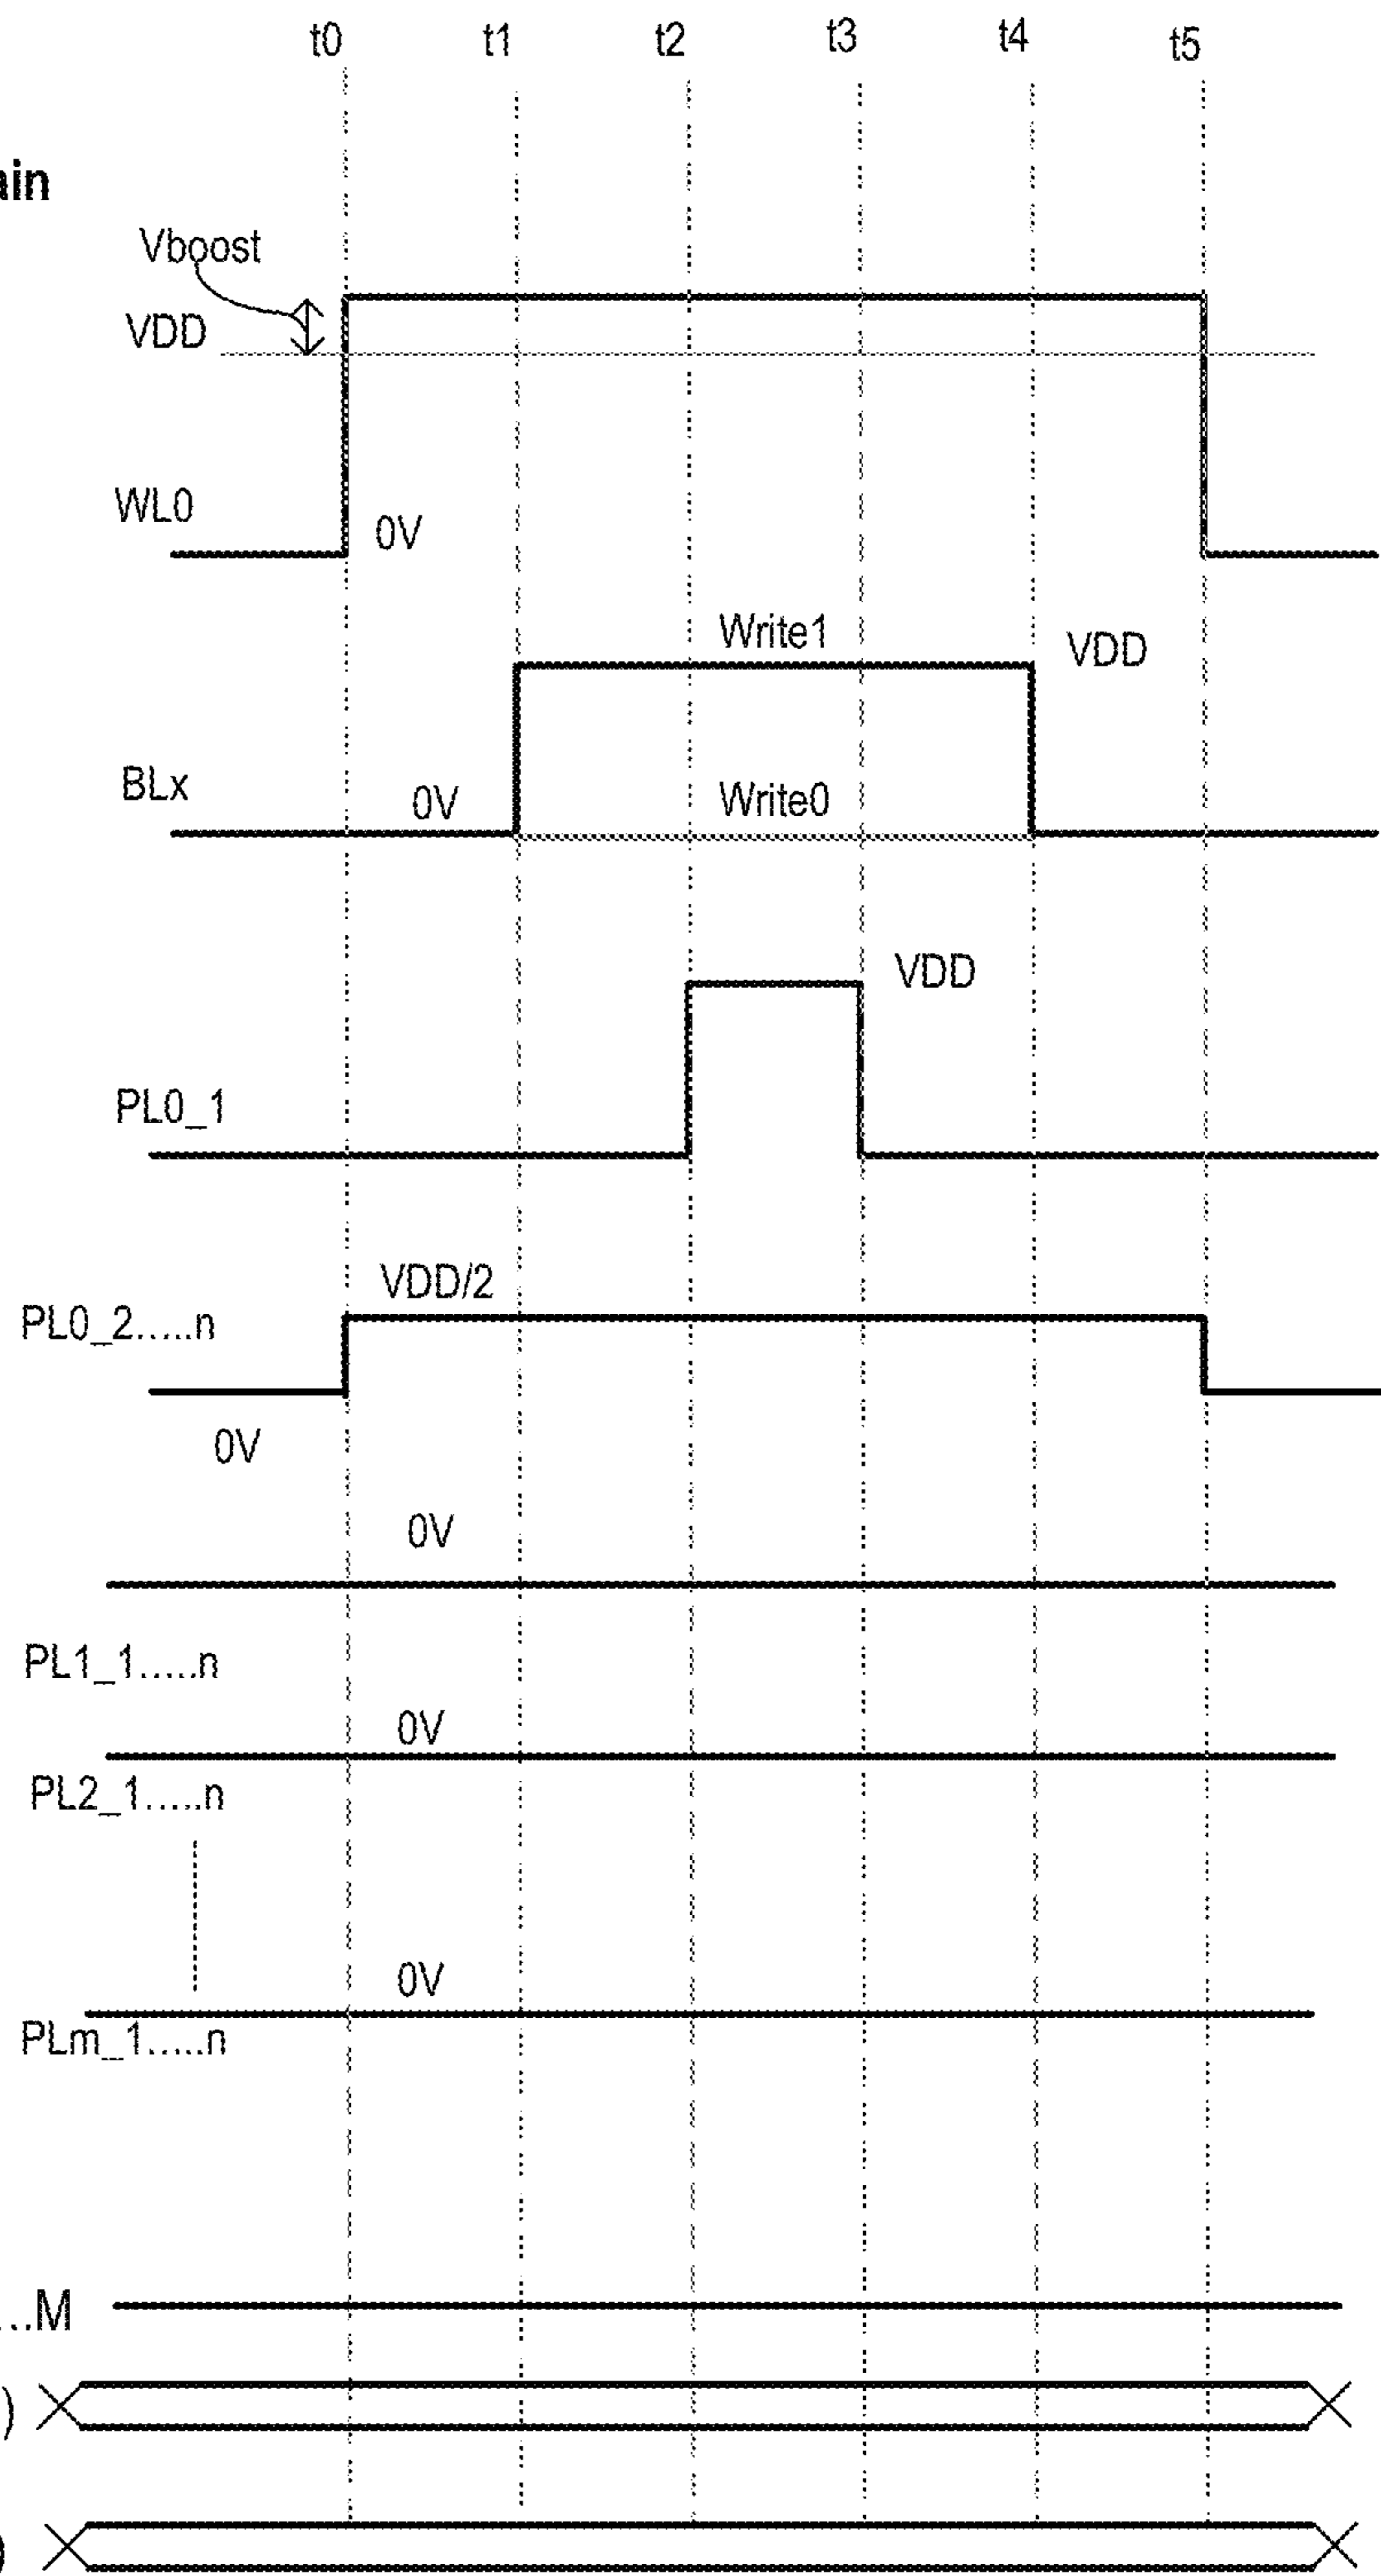 t0 t1 t2 t3 t4 t5
Vboost
VDD
WL0
0V
Write1
VDD
BLx
0V
Write0
VDD
PL0_1
VDD/2
PL0_2.....n
0V
0V
PL1_1.....n
0V
PL2_1.....n
0V
PLm_1.....n
...M
)
)